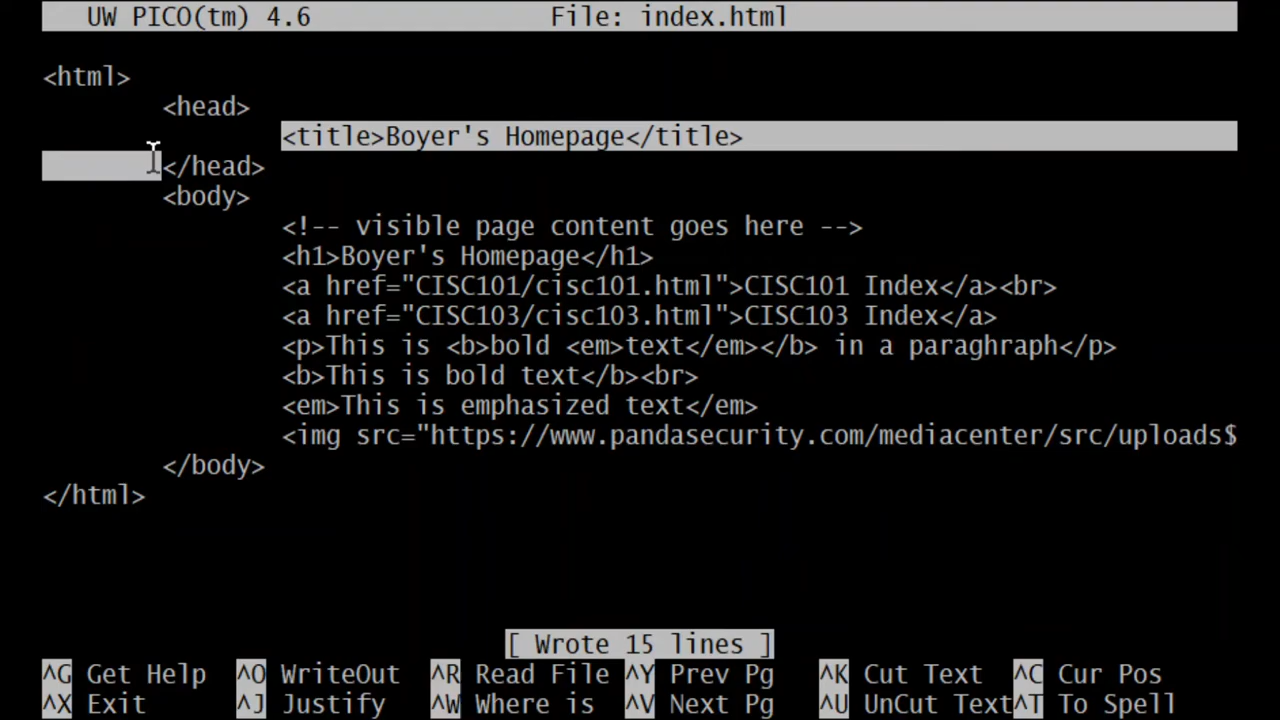 UW PICO(tm) 4.6 File: index.html
<html>
<head>
<title>Boyer's Homepage</title>
</head>
<body>
<!-- visible page content goes here -->
<h1>Boyer's Homepage</h1>
<a href="CISC101/cisc101.html">CISC101 Index</a><br>
<a href="CISC103/cisc103.html">CISC103 Index</a>
<p>This is <b>bold <em>text</em></b> in a paraghraph</p>
<b>This is bold text</b><br>
<em>This is emphasized text</em>
<img src="https://www.pandasecurity.com/mediacenter/src/uploads$
</body>
</html>
[ Wrote 15 lines ]
^G Get Help ^O WriteOut ^R Read File ^Y Prev Pg ^K Cut Text ^C Cur Pos
^X Exit ^J Justify ^W Where is ^V Next Pg ^U UnCut Text ^T To Spell